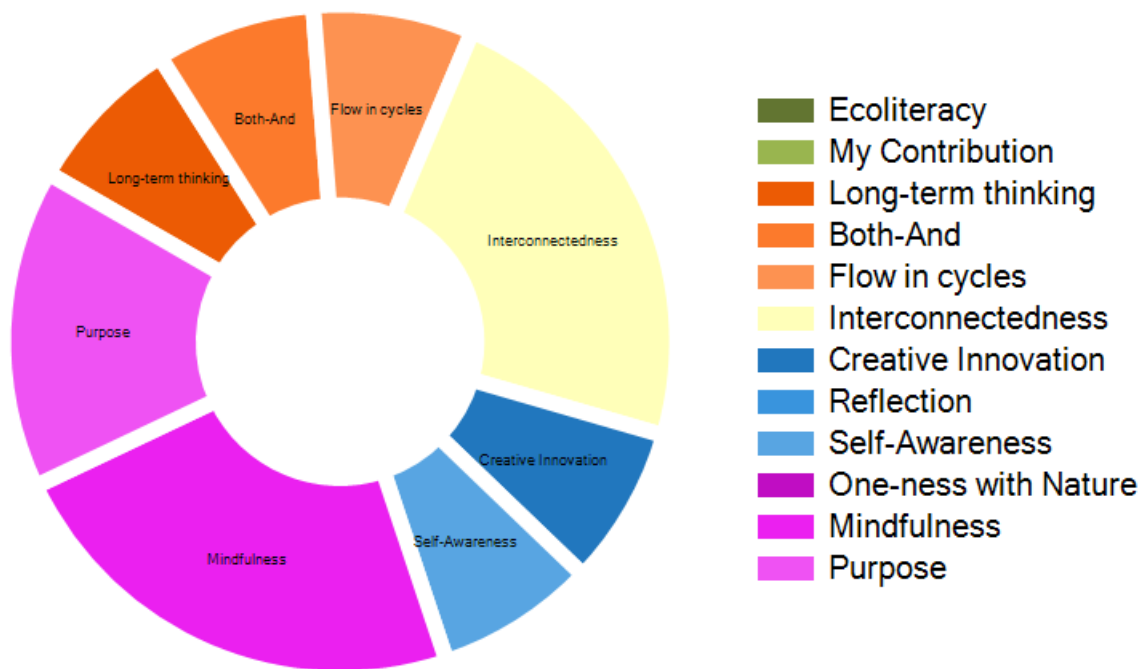 Flow in cycles
Both-And
Long-term thinking
Interconnectedness
Purpose
Creative Innovation
Self-Awareness
Mindfulness
Ecoliteracy
My Contribution
Long-term thinking
Both-And
Flow in cycles
Interconnectedness
Creative Innovation
Reflection
Self-Awareness
One-ness with Nature
Mindfulness
Purpose